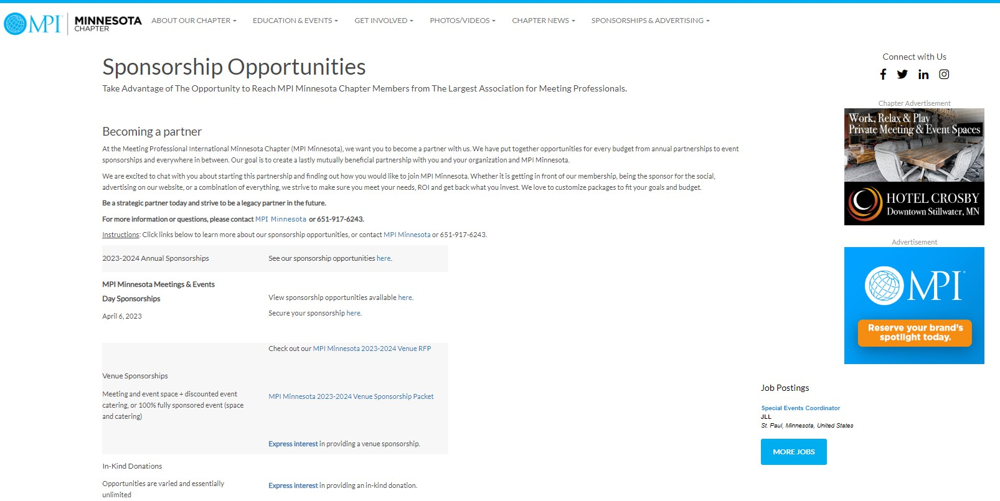 MPI
MINNESOTA
CHAPTER
ABOUT OUR CHAPTER
EDUCATION & EVENTS
GET INVOLVED
PHOTOS/VIDEOS
CHAPTER NEWS
SPONSORSHIPS & ADVERTISING
Sponsorship Opportunities
Take Advantage of The Opportunity to Reach MPI Minnesota Chapter Members from The Largest Association for Meeting Professionals.
Becoming a partner
At the Meeting Professional International Minnesota Chapter (MPI Minnesota), we want you to become a partner with us. We have put together opportunities for every budget from annual partnerships to event
sponsorships and everywhere in between. Our goal is to create a lastly mutually beneficial partnership with you and your organization and MPI Minnesota.
We are excited to chat with you about starting this partnership and finding out how you would like to join MPI Minnesota. Whether it is getting in front of our membership, being the sponsor for the social,
advertising on our website, or a combination of everything, we strive to make sure you meet your needs, ROI and get back what you invest. We love to customize packages to fit your goals and budget.
Be a strategic partner today and strive to be a legacy partner in the future.
For more information or questions, please contact MPI Minnesota or 651-917-6243.
Instructions: Click links below to learn more about our sponsorship opportunities, or contact MPI Minnesota or 651-917-6243.
2023-2024 Annual Sponsorships
See our sponsorship opportunities here.
MPI Minnesota Meetings & Events
Day Sponsorships
April 6, 2023
View sponsorship opportunities available here.
Secure your sponsorship here.
Check out our MPI Minnesota 2023-2024 Venue RFP
Venue Sponsorships
Meeting and event space + discounted event
catering, or 100% fully sponsored event (space
and catering)
MPI Minnesota 2023-2024 Venue Sponsorship Packet
Express interest in providing a venue sponsorship.
In-Kind Donations
Opportunities are varied and essentially
unlimited
Express interest in providing an in-kind donation.
Connect with Us
Chapter Advertisement
Work, Relax & Play
Private Meeting & Event Spaces
HOTEL CROSBY
Downtown Stillwater, MN
Advertisement
MPI
Reserve your brand's
spotlight today.
Job Postings
Special Events Coordinator
JLL
St. Paul, Minnesota, United States
MORE JOBS